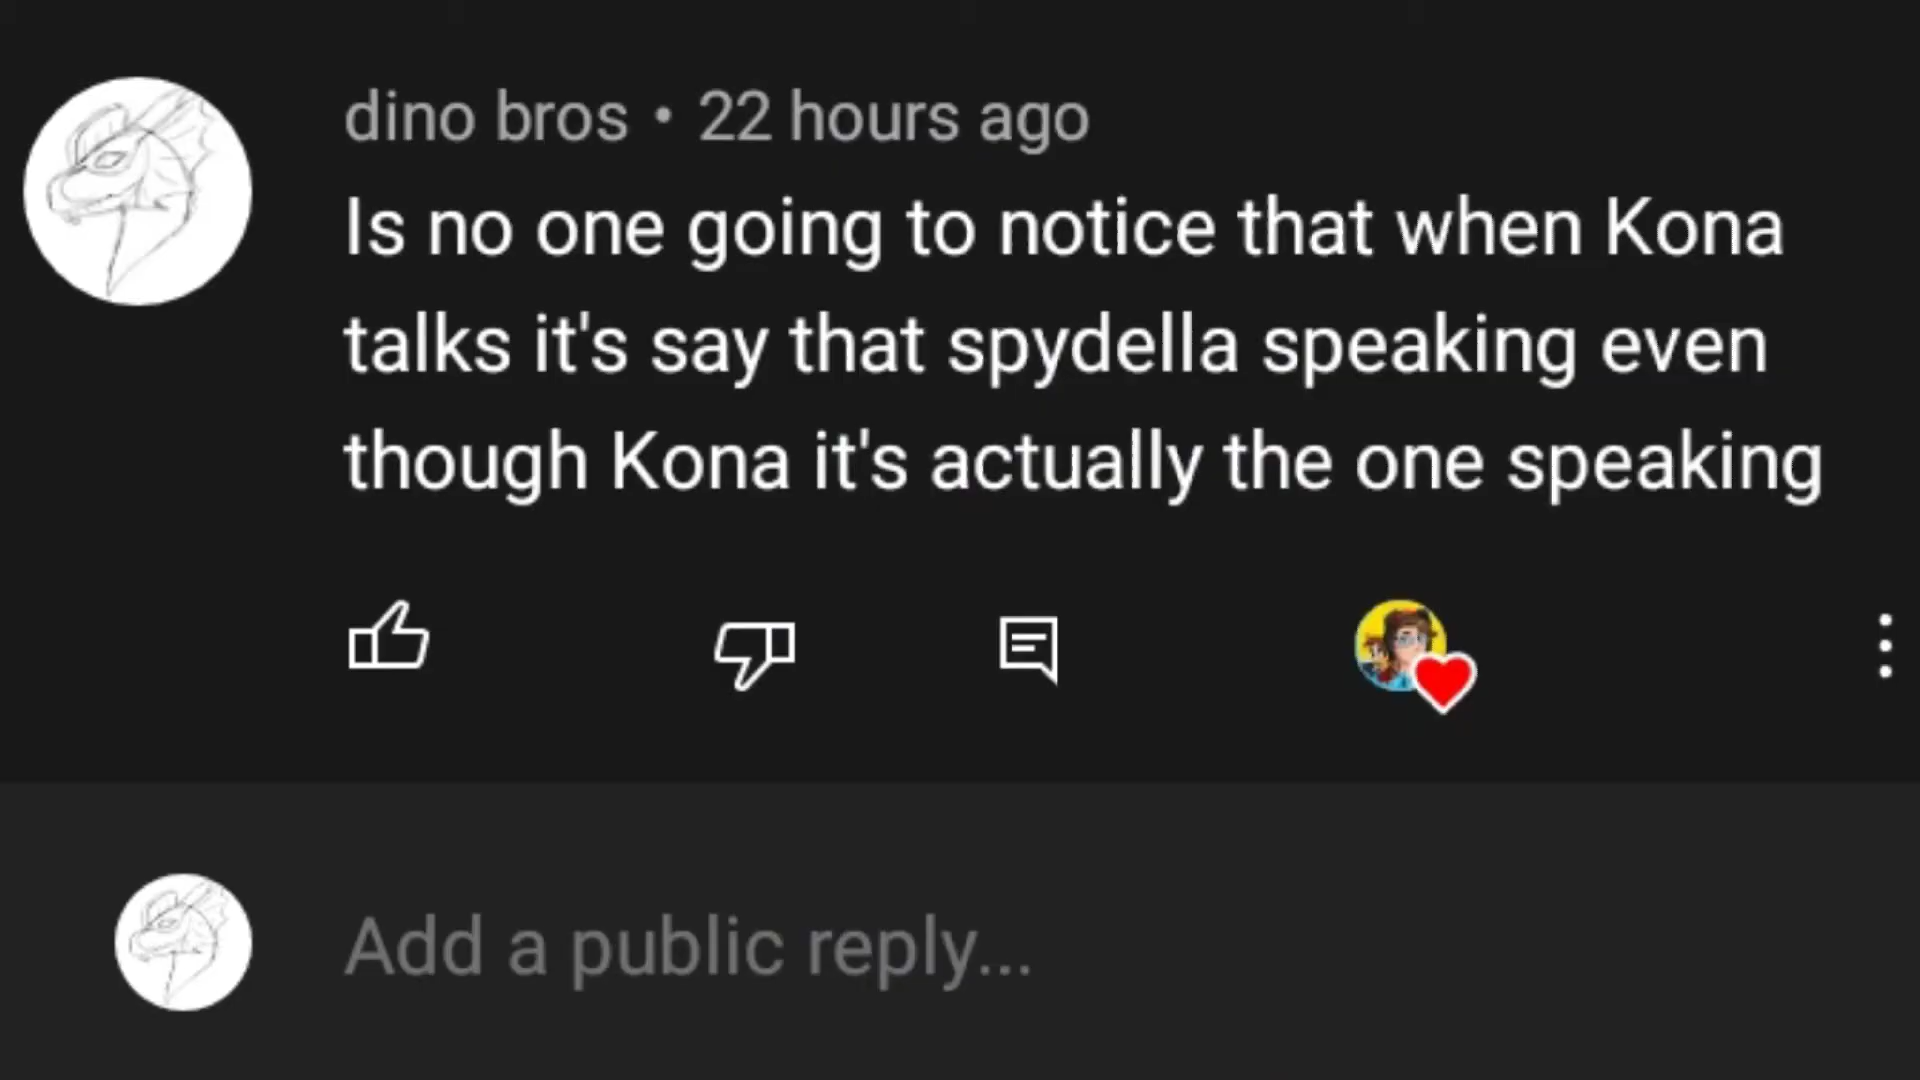 dino bros • 22 hours ago
Is no one going to notice that when Kona
talks it's say that spydella speaking even
though Kona it's actually the one speaking
Add a public reply...